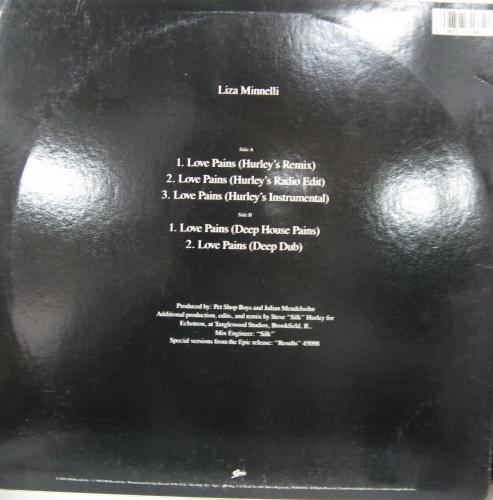 Liza Minnelli
Side A
1. Love Pains (Hurley's Remix)
2. Love Pains (Hurley's Radio Edit)
3. Love Pains (Hurley's Instrumental)
Side B
1. Love Pains (Deep House Pains)
2. Love Pains (Deep Dub)
Produced by: Pet Shop Boys and Julian Mendelsohn
Additional production, edits, and remix by Steve "Silk" Hurley for
Echotron, at Tanglewood Studios, Brookfield, IL.
Mix Engineer: "Silk"
Special versions from the Epic release: "Results" 45098
Epic